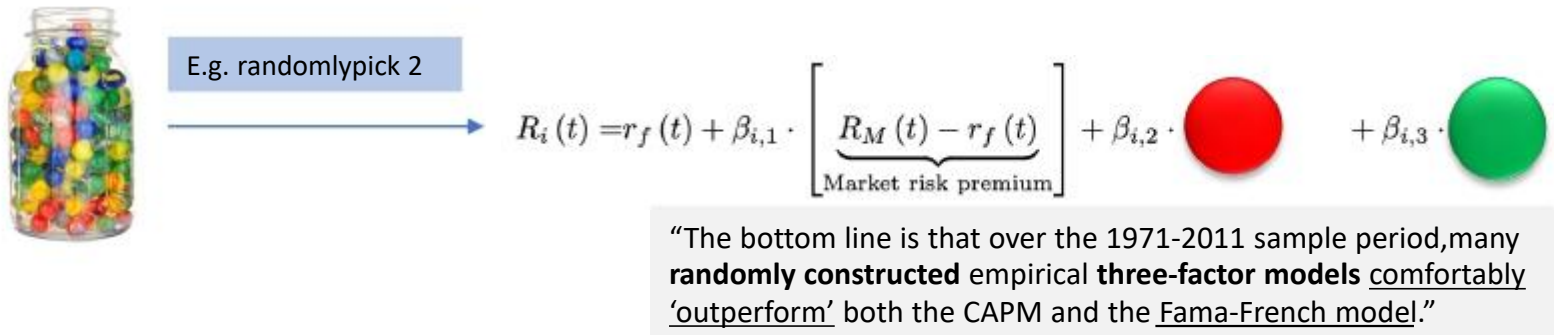 E.g. randomlypick 2
R_i (t) =r_f (t) + β_{i,1} · [R_M (t) − r_f (t)] + β_{i,2} · + β_{i,3} ·
Market risk premium
“The bottom line is that over the 1971-2011 sample period,many
randomly constructed empirical three-factor models comfortably
‘outperform’ both the CAPM and the Fama-French model.”